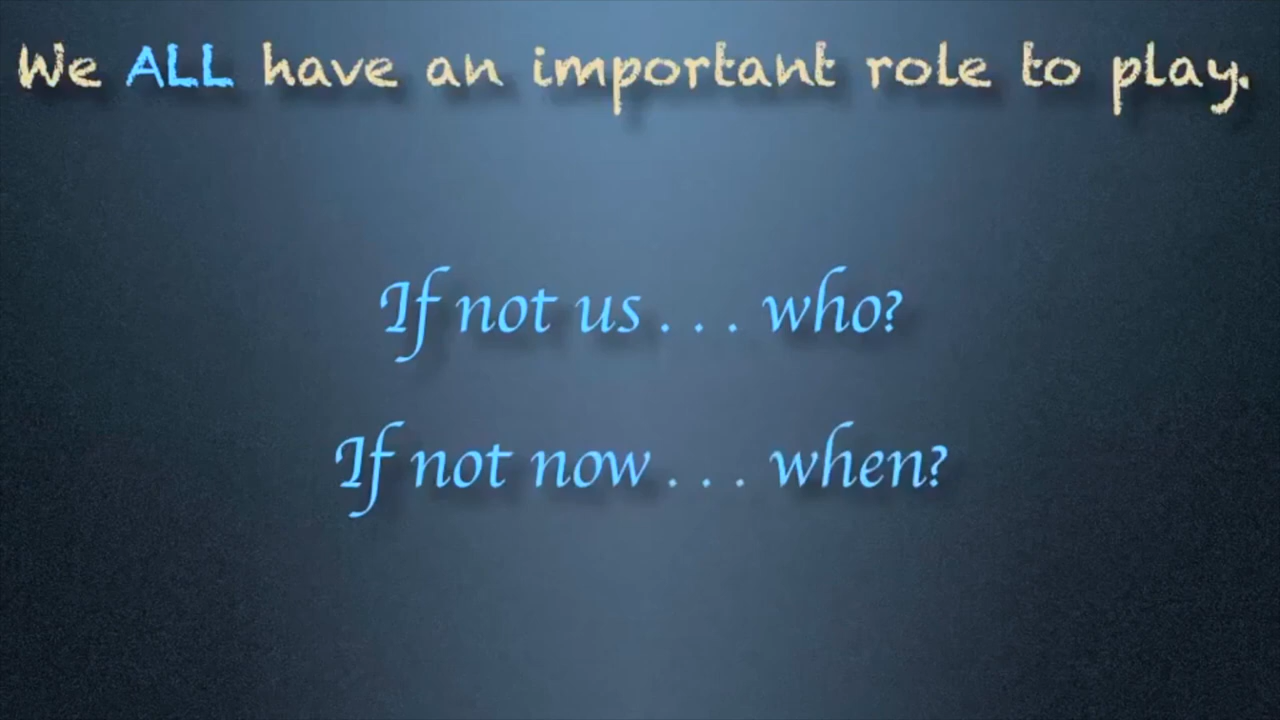 We ALL have an important role to play.
If not us . . . who?
If not now . . . when?